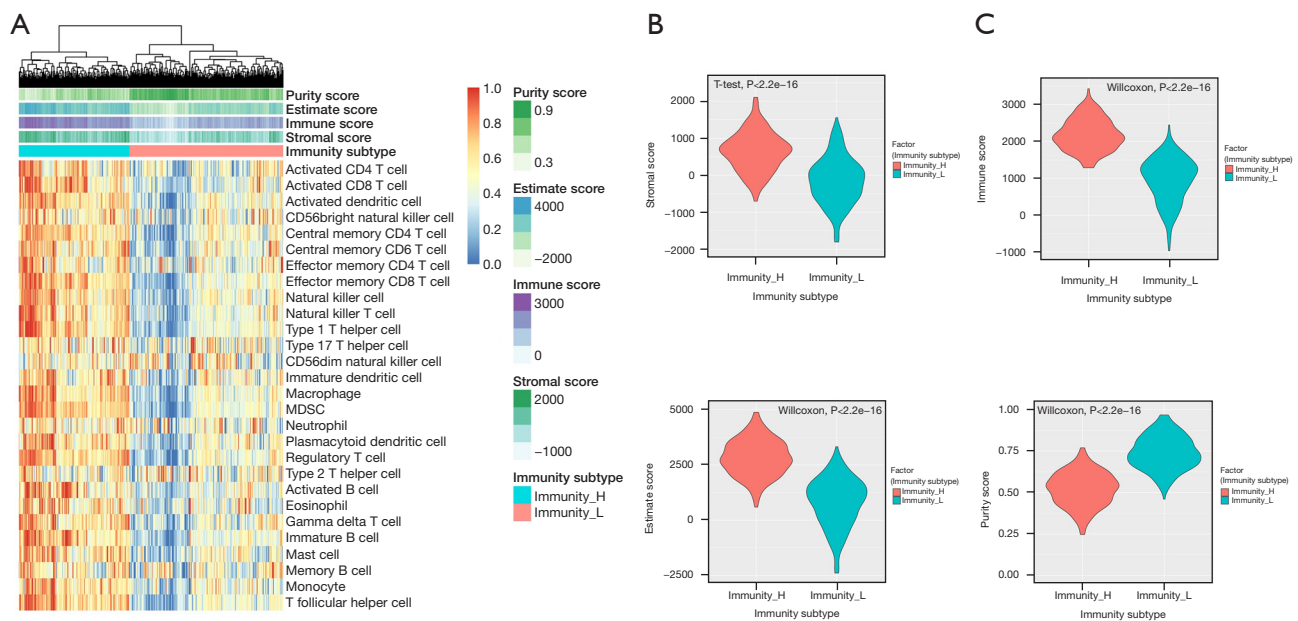 A
Purity score
Estimate score
Immune score
Stromal score
Immunity subtype
Activated CD4 T cell
Activated CD8 T cell
Activated dendritic cell
CD56bright natural killer cell
Central memory CD4 T cell
Central memory CD6 T cell
Effector memory CD4 T cell
Effector memory CD8 T cell
Natural killer cell
Natural killer T cell
Type 1 T helper cell
Type 17 T helper cell
CD56dim natural killer cell
Immature dendritic cell
Macrophage
MDSC
Neutrophil
Plasmacytoid dendritic cell
Regulatory T cell
Type 2 T helper cell
Activated B cell
Eosinophil
Gamma delta T cell
Immature B cell
Mast cell
Memory B cell
Monocyte
T follicular helper cell
1.0
0.8
0.6
0.4
0.2
0.0
Purity score
0.9
0.3
Estimate score
4000
−2000
Immune score
3000
0
Stromal score
2000
−1000
Immunity subtype
Immunity_H
Immunity_L
B
T-test, P<2.2e−16
Stromal score
2000
1000
0
−1000
−2000
Immunity_H Immunity_L
Immunity subtype
Factor
(Immunity subtype)
Immunity_H
Immunity_L
Willcoxon, P<2.2e−16
Estimate score
5000
2500
0
−2500
Immunity_H Immunity_L
Immunity subtype
Factor
(Immunity subtype)
Immunity_H
Immunity_L
C
Willcoxon, P<2.2e−16
Immune score
3000
2000
1000
0
−1000
Immunity_H Immunity_L
Immunity subtype
Factor
(Immunity subtype)
Immunity_H
Immunity_L
Willcoxon, P<2.2e−16
Purity score
1.00
0.75
0.50
0.25
0.00
Immunity_H Immunity_L
Immunity subtype
Factor
(Immunity subtype)
Immunity_H
Immunity_L